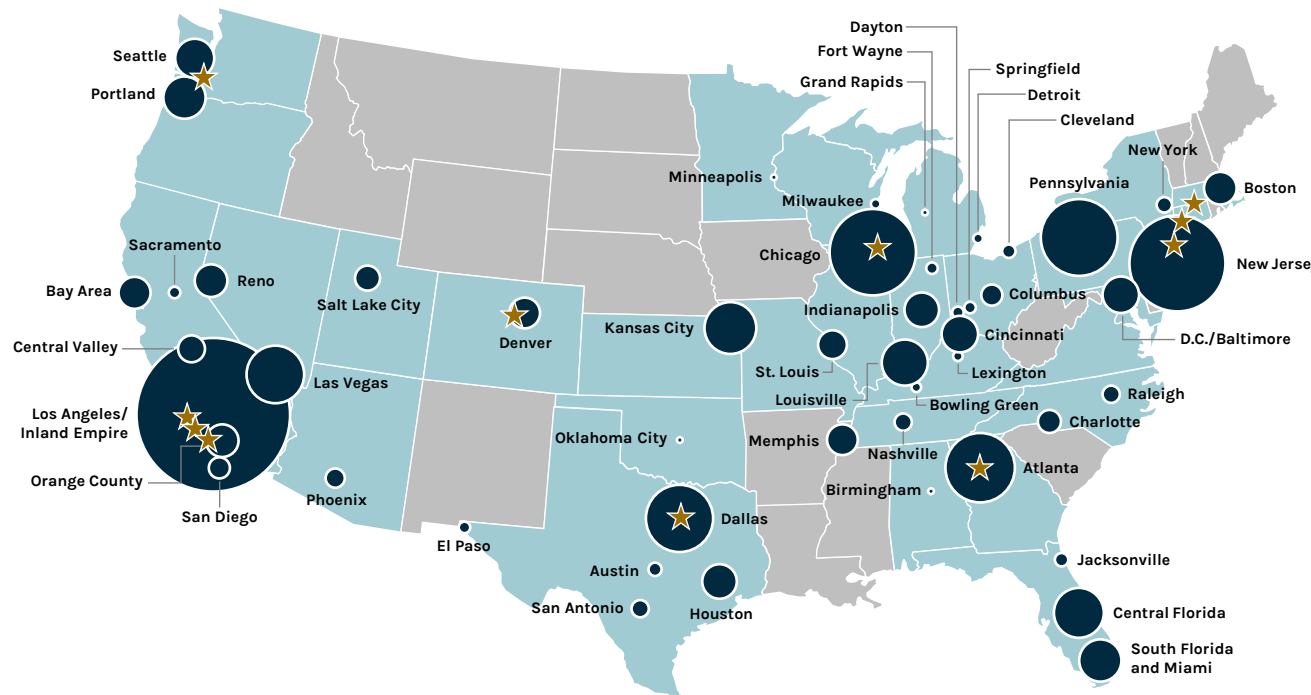 Dayton
Fort Wayne
Grand Rapids
Springfield
Detroit
Cleveland
Seattle
Portland
New York
Minneapolis
Pennsylvania
Boston
Milwaukee
Sacramento
Chicago
New Jerse
Bay Area
Reno
Salt Lake City
Indianapolis
Columbus
Kansas City
Cincinnati
D.C./Baltimore
Denver
Central Valley
St. Louis
Lexington
Las Vegas
Louisville
Bowling Green
Raleigh
Los Angeles/
Inland Empire
Charlotte
Oklahoma City
Memphis
Nashville
Orange County
Atlanta
Phoenix
Birmingham
San Diego
Dallas
El Paso
Jacksonville
Austin
San Antonio
Houston
Central Florida
South Florida
and Miami